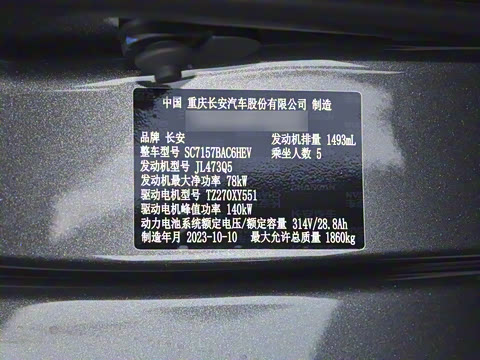 中国 重庆长安汽车股份有限公司 制造
品牌 长安 发动机排量 1493mL
整车型号 SC7157BAC6HEV 乘坐人数 5
发动机型号 JL473Q5
发动机最大净功率 78kW
驱动电机型号 TZ270XY551
驱动电机峰值功率 140kW
动力电池系统额定电压/额定容量 314V/28.8Ah
制造年月 2023-10-10 最大允许总质量 1860kg